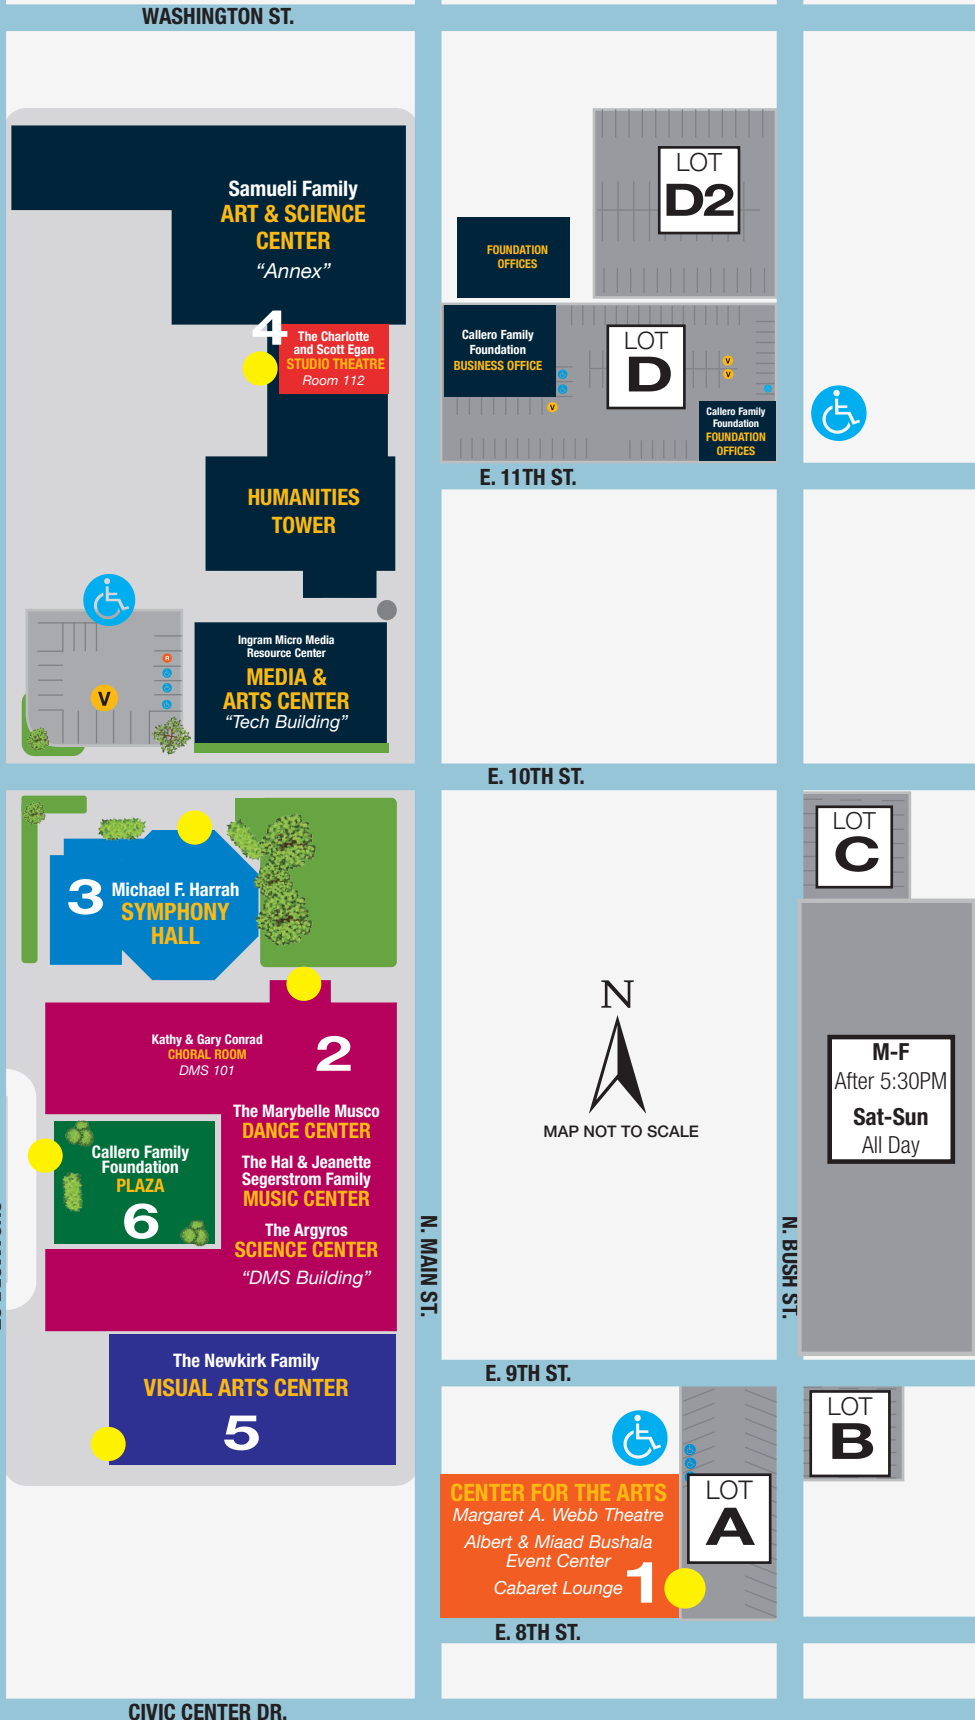 WASHINGTON ST.
Samueli Family
ART & SCIENCE
CENTER
“Annex”
LOT
D2
FOUNDATION
OFFICES
4
The Charlotte
and Scott Egan
STUDIO THEATRE
Room 112
Callero Family
Foundation
BUSINESS OFFICE
LOT
D
V
V
V
Callero Family
Foundation
FOUNDATION
OFFICES
E. 11TH ST.
HUMANITIES
TOWER
Ingram Micro Media
Resource Center
MEDIA &
ARTS CENTER
“Tech Building”
V
E. 10TH ST.
3
Michael F. Harrah
SYMPHONY
HALL
LOT
C
N
MAP NOT TO SCALE
M-F
After 5:30PM
Sat-Sun
All Day
Kathy & Gary Conrad
CHORAL ROOM
DMS 101
2
The Marybelle Musco
DANCE CENTER
The Hal & Jeanette
Segerstrom Family
MUSIC CENTER
The Argyros
SCIENCE CENTER
“DMS Building”
Callero Family
Foundation
PLAZA
6
N. MAIN ST.
N. BUSH ST.
The Newkirk Family
VISUAL ARTS CENTER
5
E. 9TH ST.
LOT
B
CENTER FOR THE ARTS
Margaret A. Webb Theatre
Albert & Miaad Bushala
Event Center
Cabaret Lounge
1
LOT
A
E. 8TH ST.
CIVIC CENTER DR.